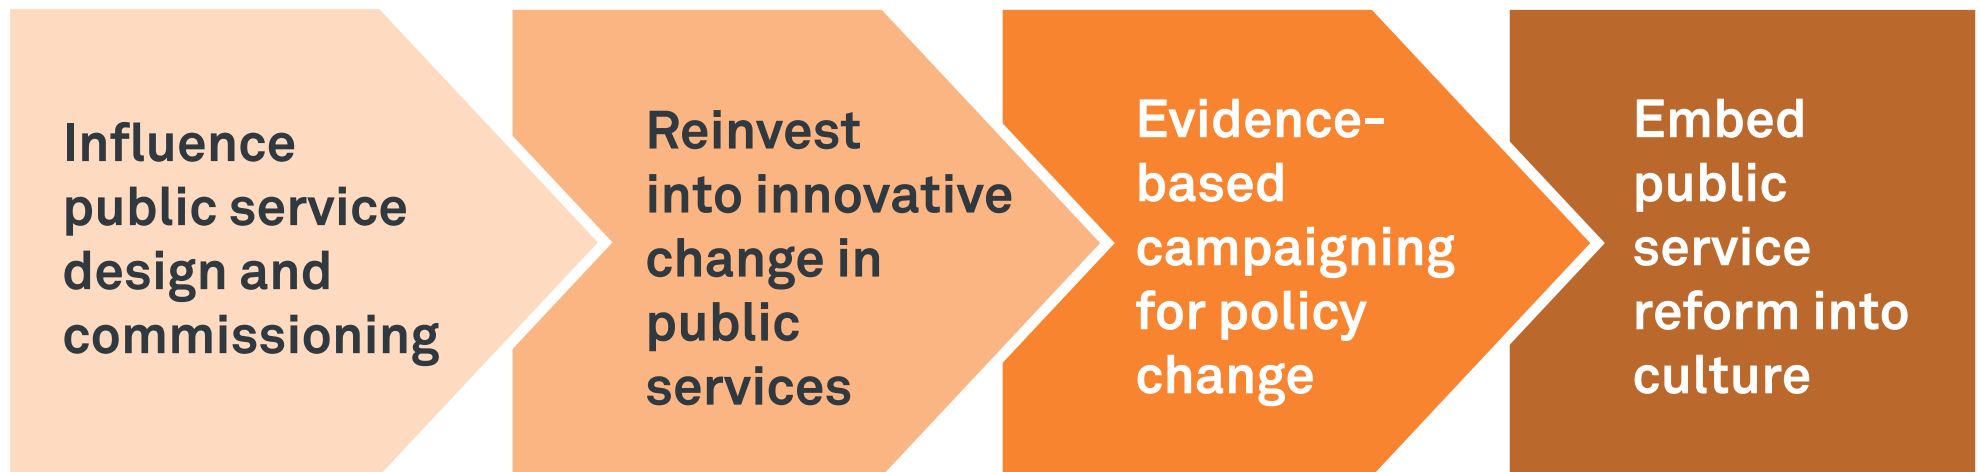 Influence
public service
design and
commissioning
Reinvest
into innovative
change in
public
services
Evidence-
based
campaigning
for policy
change
Embed
public
service
reform into
culture